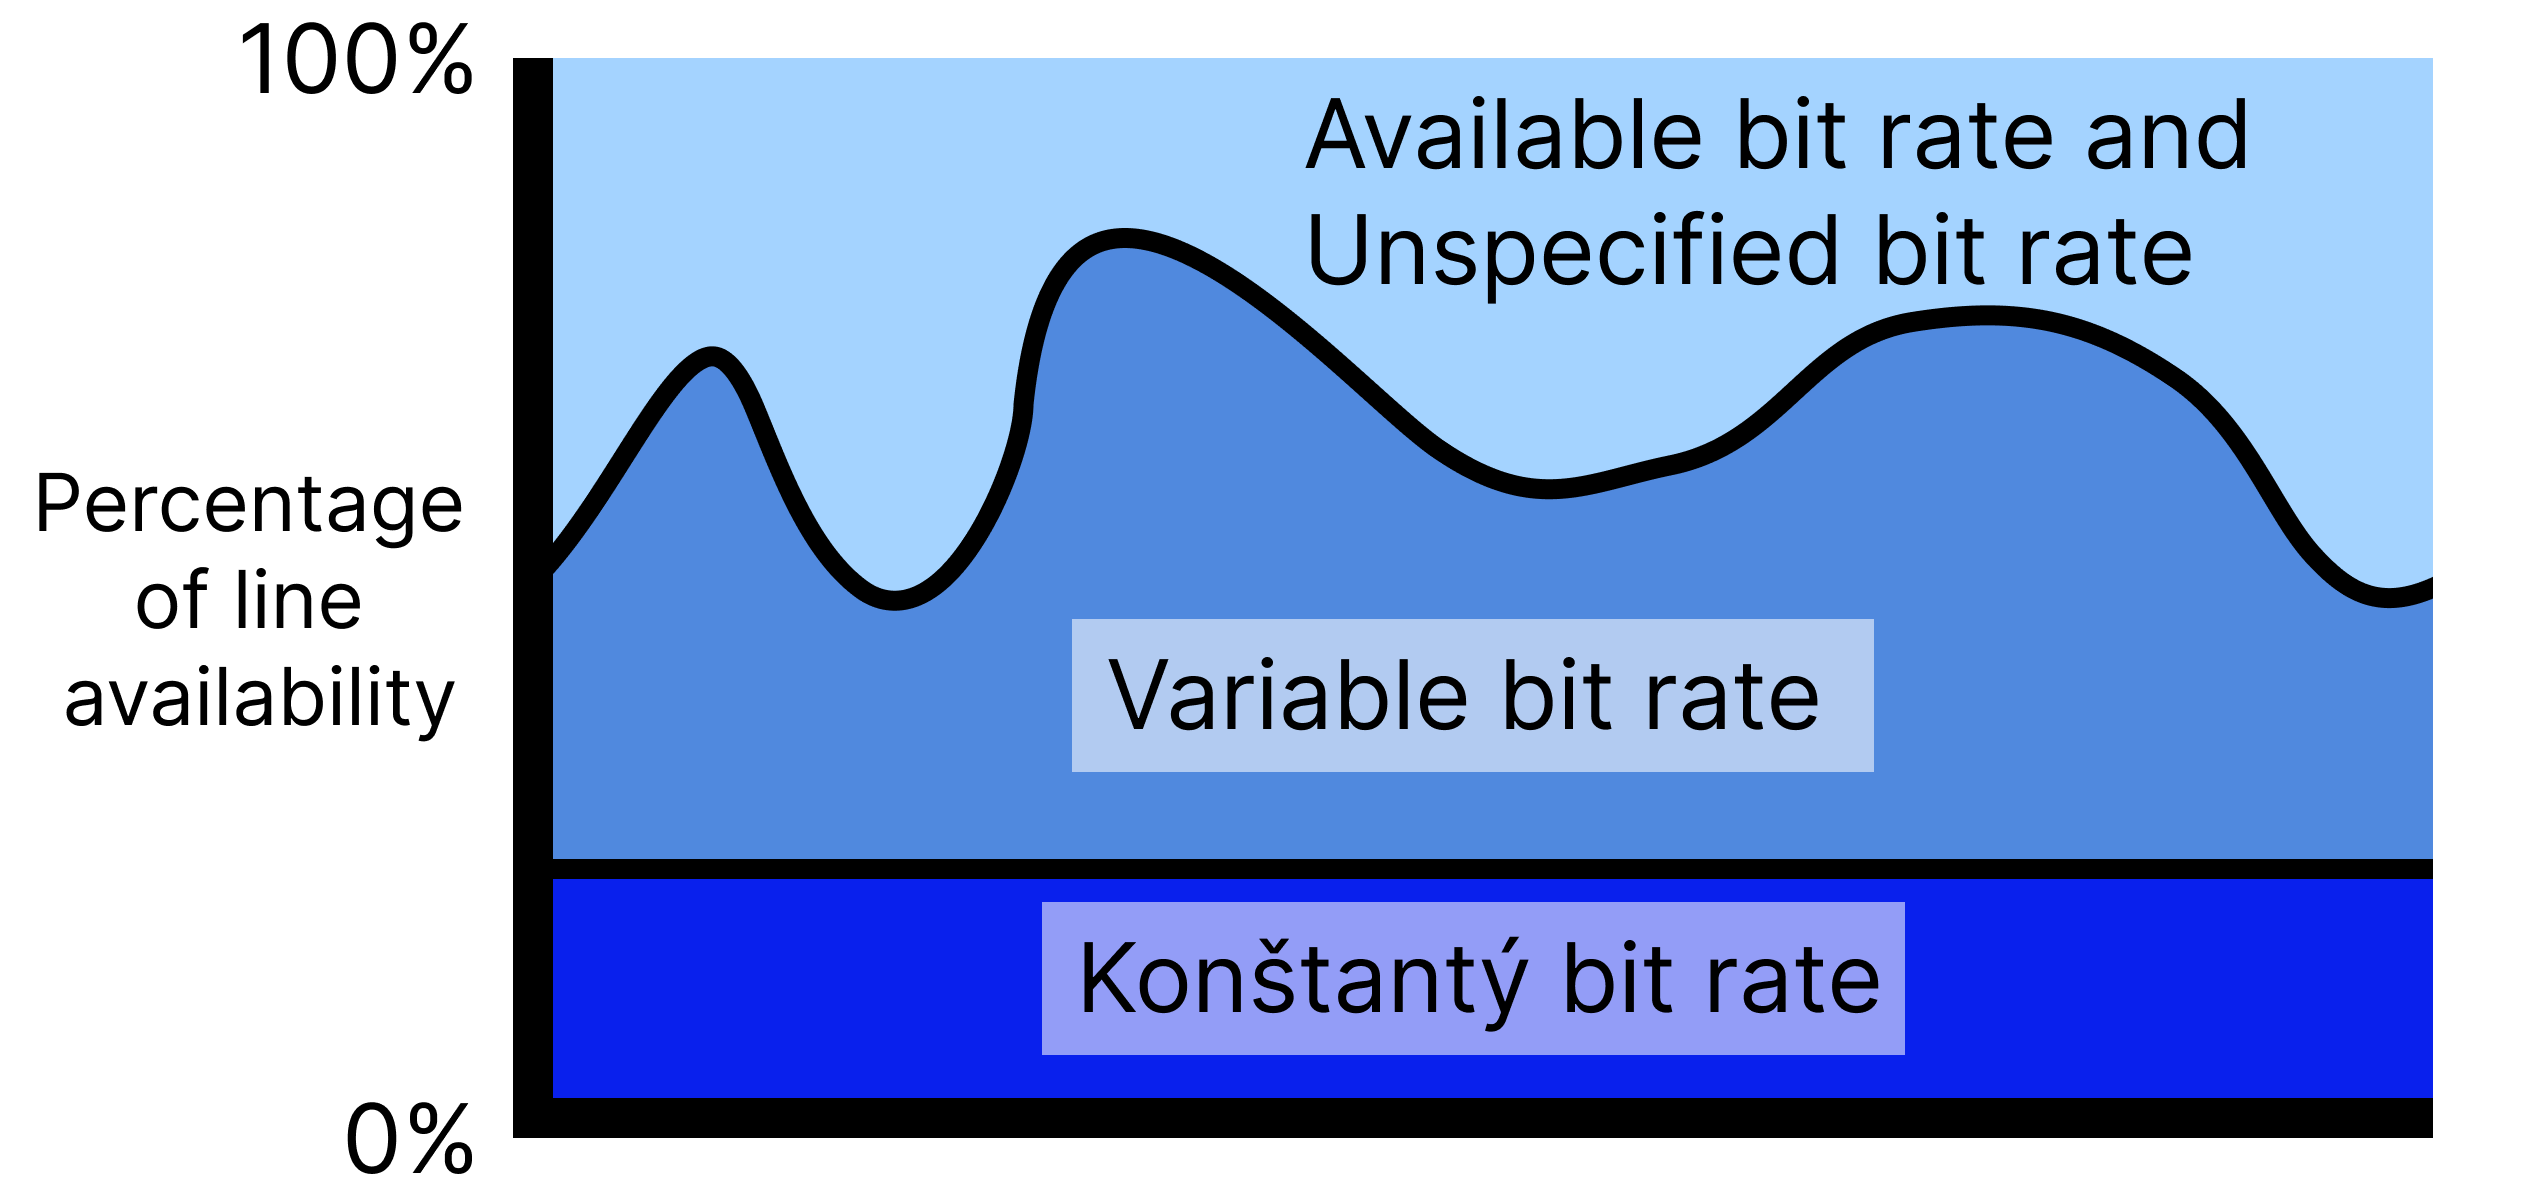 100%
Available bit rate and
Unspecified bit rate
Percentage
of line
availability
Variable bit rate
Konštantý bit rate
0%